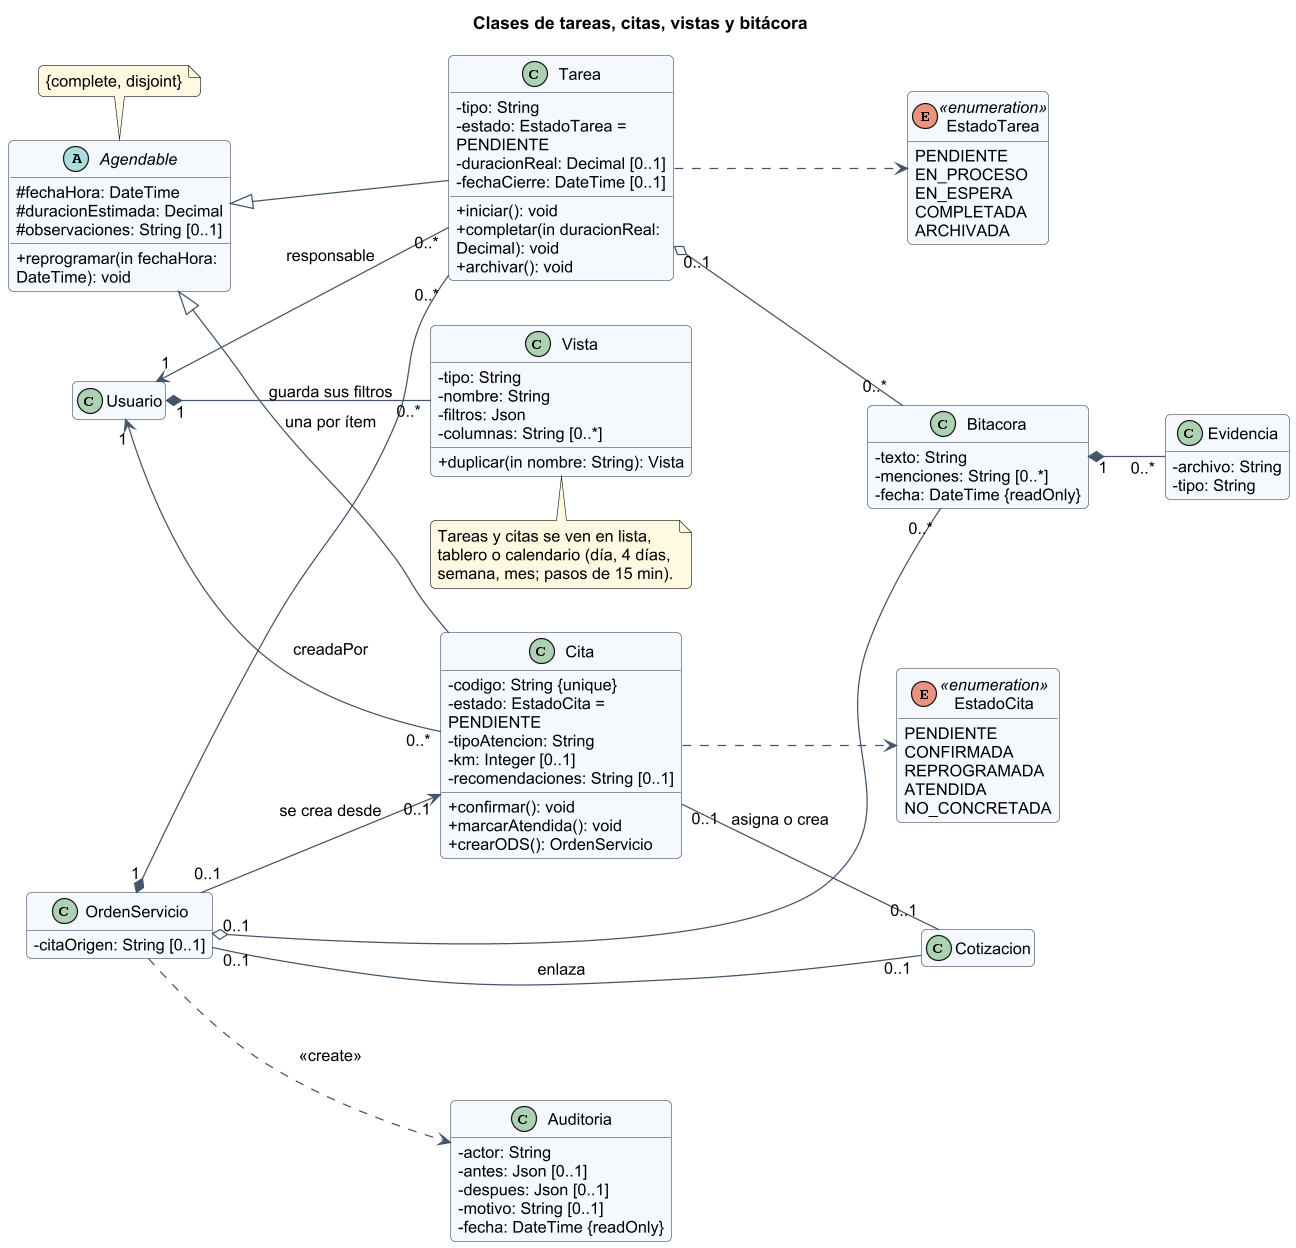 Clases de tareas, citas, vistas y bitácora
{complete, disjoint}
Agendable
#fechaHora: DateTime
#duracionEstimada: Decimal
#observaciones: String [0..1]
+reprogramar(in fechaHora:
DateTime): void
Tarea
-tipo: String
-estado: EstadoTarea =
PENDIENTE
-duracionReal: Decimal [0..1]
-fechaCierre: DateTime [0..1]
+iniciar(): void
+completar(in duracionReal:
Decimal): void
+archivar(): void
«enumeration»
EstadoTarea
PENDIENTE
EN_PROCESO
EN_ESPERA
COMPLETADA
ARCHIVADA
responsable
0..*
1
0..*
0..1
0..*
Usuario
1
guarda sus filtros
0..*
1
una por ítem
Vista
-tipo: String
-nombre: String
-filtros: Json
-columnas: String [0..*]
+duplicar(in nombre: String): Vista
Tareas y citas se ven en lista,
tablero o calendario (día, 4 días,
semana, mes; pasos de 15 min).
Bitacora
-texto: String
-menciones: String [0..*]
-fecha: DateTime {readOnly}
1
0..*
0..*
Evidencia
-archivo: String
-tipo: String
creadaPor
0..*
Cita
-codigo: String {unique}
-estado: EstadoCita =
PENDIENTE
-tipoAtencion: String
-km: Integer [0..1]
-recomendaciones: String [0..1]
+confirmar(): void
+marcarAtendida(): void
+crearODS(): OrdenServicio
«enumeration»
EstadoCita
PENDIENTE
CONFIRMADA
REPROGRAMADA
ATENDIDA
NO_CONCRETADA
se crea desde
0..1
0..1
0..1
asigna o crea
0..1
1
OrdenServicio
-citaOrigen: String [0..1]
0..1
0..1
enlaza
0..1
Cotizacion
«create»
Auditoria
-actor: String
-antes: Json [0..1]
-despues: Json [0..1]
-motivo: String [0..1]
-fecha: DateTime {readOnly}